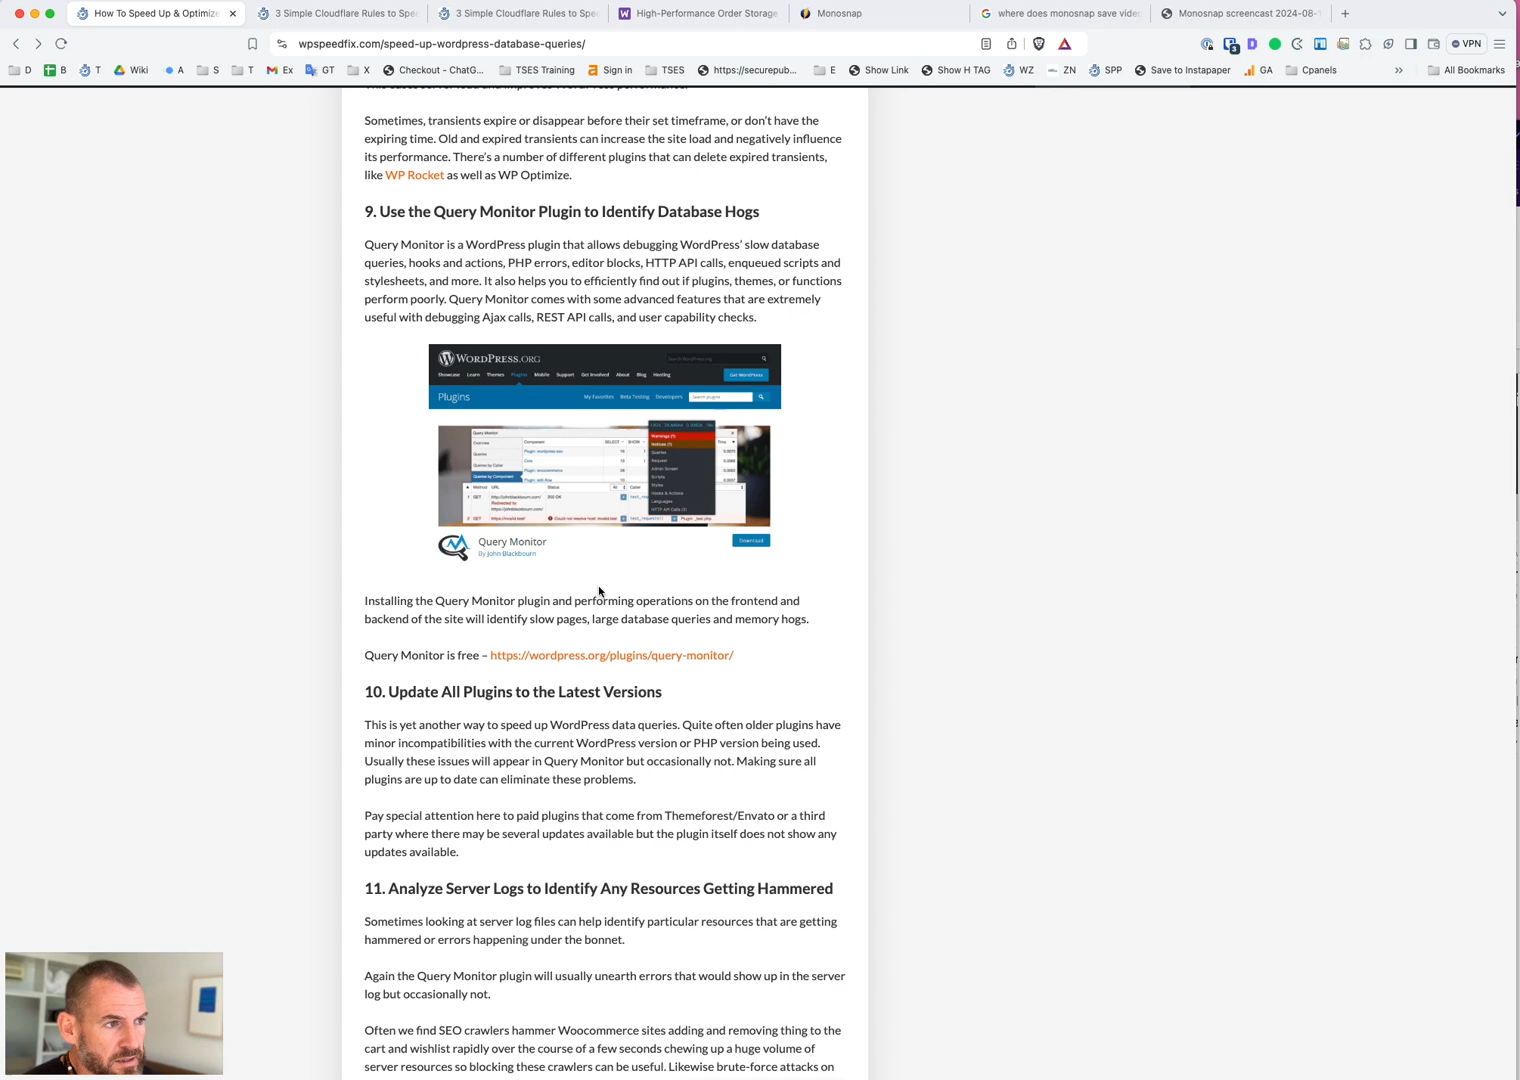 How To Speed Up & Optimize
3 Simple Cloudflare Rules to Spe
3 Simple Cloudflare Rules to Spe
High-Performance Order Storage
Monosnap
where does monosnap save vide
Monosnap screencast 2024-08-1
wpspeedfix.com/speed-up-wordpress-database-queries/
VPN
D
B
T
Wiki
A
S
T
Ex
GT
X
Checkout - ChatG...
TSES Training
Sign in
TSES
https://securepub...
E
Show Link
Show H TAG
WZ
ZN
SPP
Save to Instapaper
GA
Cpanels
All Bookmarks
Sometimes, transients expire or disappear before their set timeframe, or don't have the
expiring time. Old and expired transients can increase the site load and negatively influence
its performance. There's a number of different plugins that can delete expired transients,
like WP Rocket as well as WP Optimize.
9. Use the Query Monitor Plugin to Identify Database Hogs
Query Monitor is a WordPress plugin that allows debugging WordPress' slow database
queries, hooks and actions, PHP errors, editor blocks, HTTP API calls, enqueued scripts and
stylesheets, and more. It also helps you to efficiently find out if plugins, themes, or functions
perform poorly. Query Monitor comes with some advanced features that are extremely
useful with debugging Ajax calls, REST API calls, and user capability checks.
WORDPRESS.ORG
Showcase Learn Themes Plugins Mobile Support Get Involved About Blog Hosting
Get WordPress
Plugins
My Favorites Beta Testing Developers Search plugins
Query Monitor
By John Blackbourn
Download
Installing the Query Monitor plugin and performing operations on the frontend and
backend of the site will identify slow pages, large database queries and memory hogs.
Query Monitor is free – https://wordpress.org/plugins/query-monitor/
10. Update All Plugins to the Latest Versions
This is yet another way to speed up WordPress data queries. Quite often older plugins have
minor incompatibilities with the current WordPress version or PHP version being used.
Usually these issues will appear in Query Monitor but occasionally not. Making sure all
plugins are up to date can eliminate these problems.
Pay special attention here to paid plugins that come from Themeforest/Envato or a third
party where there may be several updates available but the plugin itself does not show any
updates available.
11. Analyze Server Logs to Identify Any Resources Getting Hammered
Sometimes looking at server log files can help identify particular resources that are getting
hammered or errors happening under the bonnet.
Again the Query Monitor plugin will usually unearth errors that would show up in the server
log but occasionally not.
Often we find SEO crawlers hammer Woocommerce sites adding and removing thing to the
cart and wishlist rapidly over the course of a few seconds chewing up a huge volume of
server resources so blocking these crawlers can be useful. Likewise brute-force attacks on